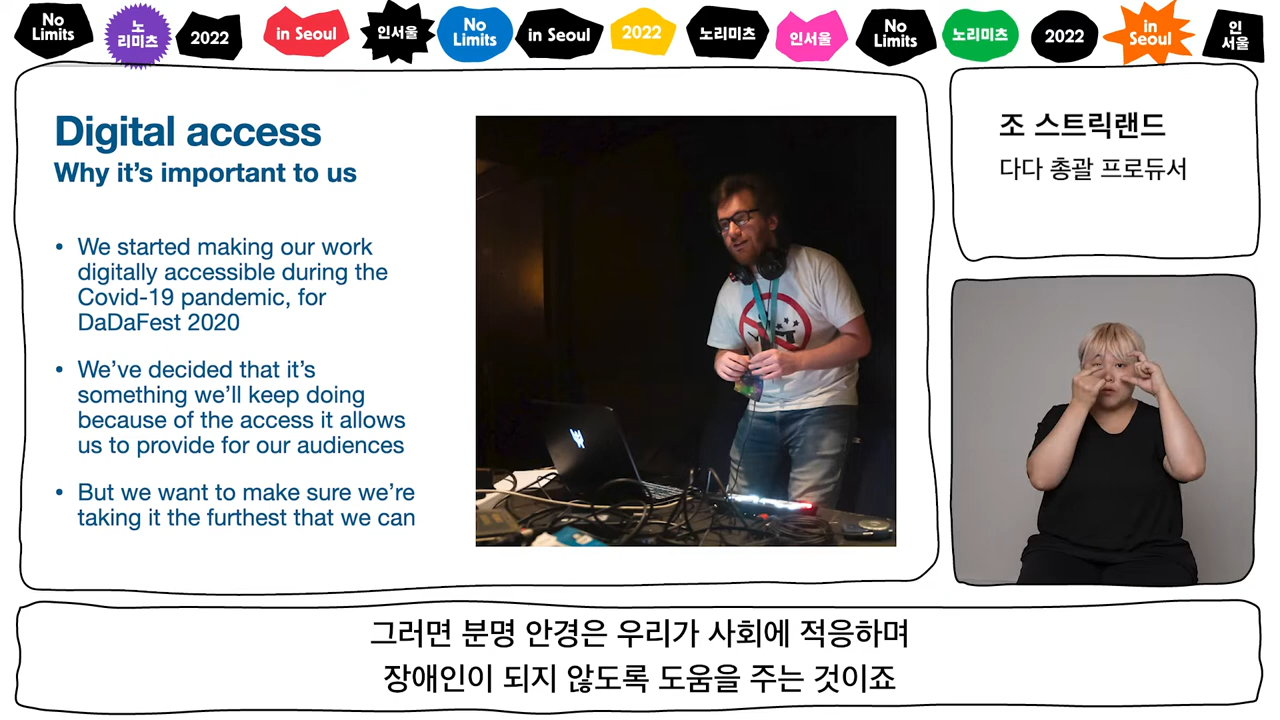 No
Limits
노
리미츠
2022
in Seoul
인서울
No
Limits
in Seoul
2022
노리미츠
인서울
No
Limits
노리미츠
2022
in
Seoul
인
서울
Digital access
Why it's important to us
• We started making our work
digitally accessible during the
Covid-19 pandemic, for
DaDaFest 2020
• We've decided that it's
something we'll keep doing
because of the access it allows
us to provide for our audiences
• But we want to make sure we're
taking it the furthest that we can
조 스트릭랜드
다다 총괄 프로듀서
그러면 분명 안경은 우리가 사회에 적응하며
장애인이 되지 않도록 도움을 주는 것이죠